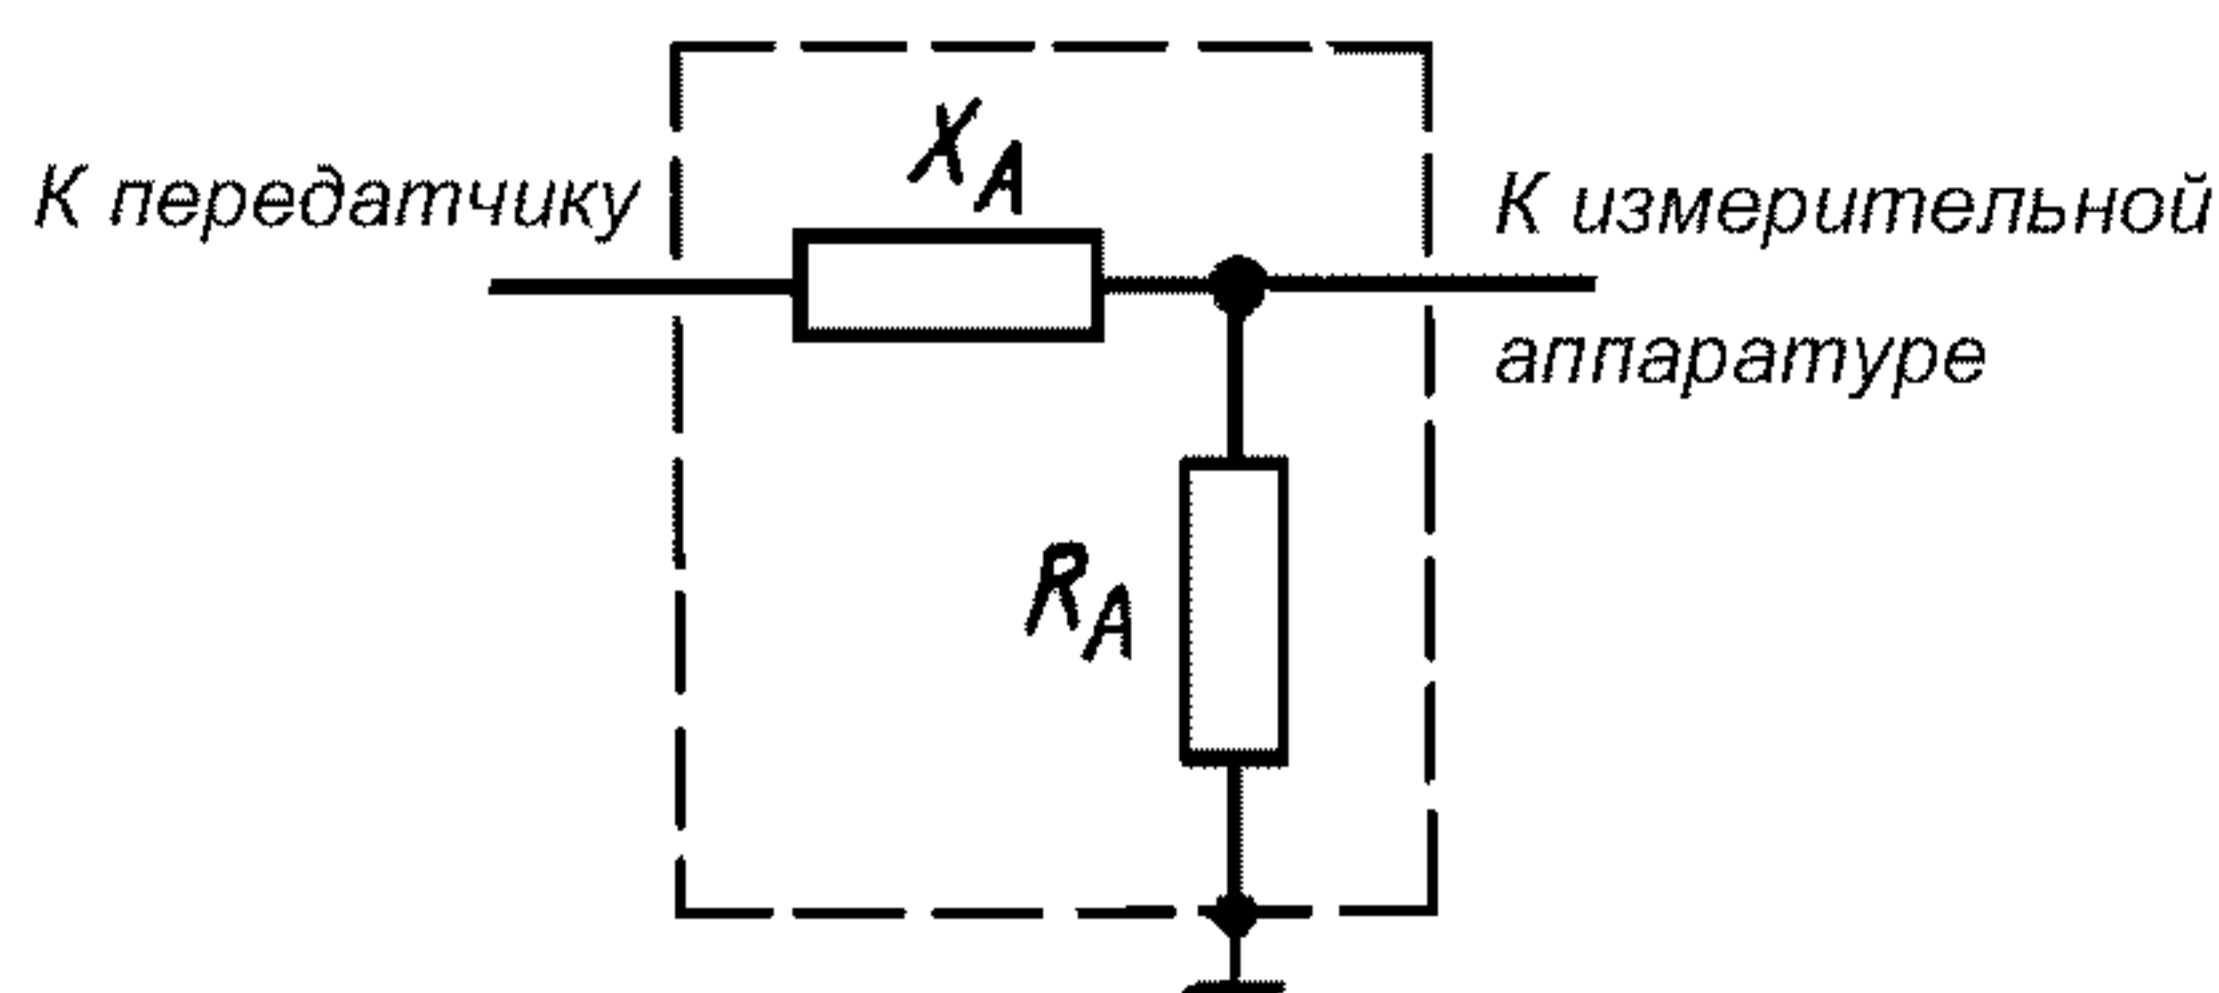 К передатчику
X_A
К измерительной
аппаратуре
R_A